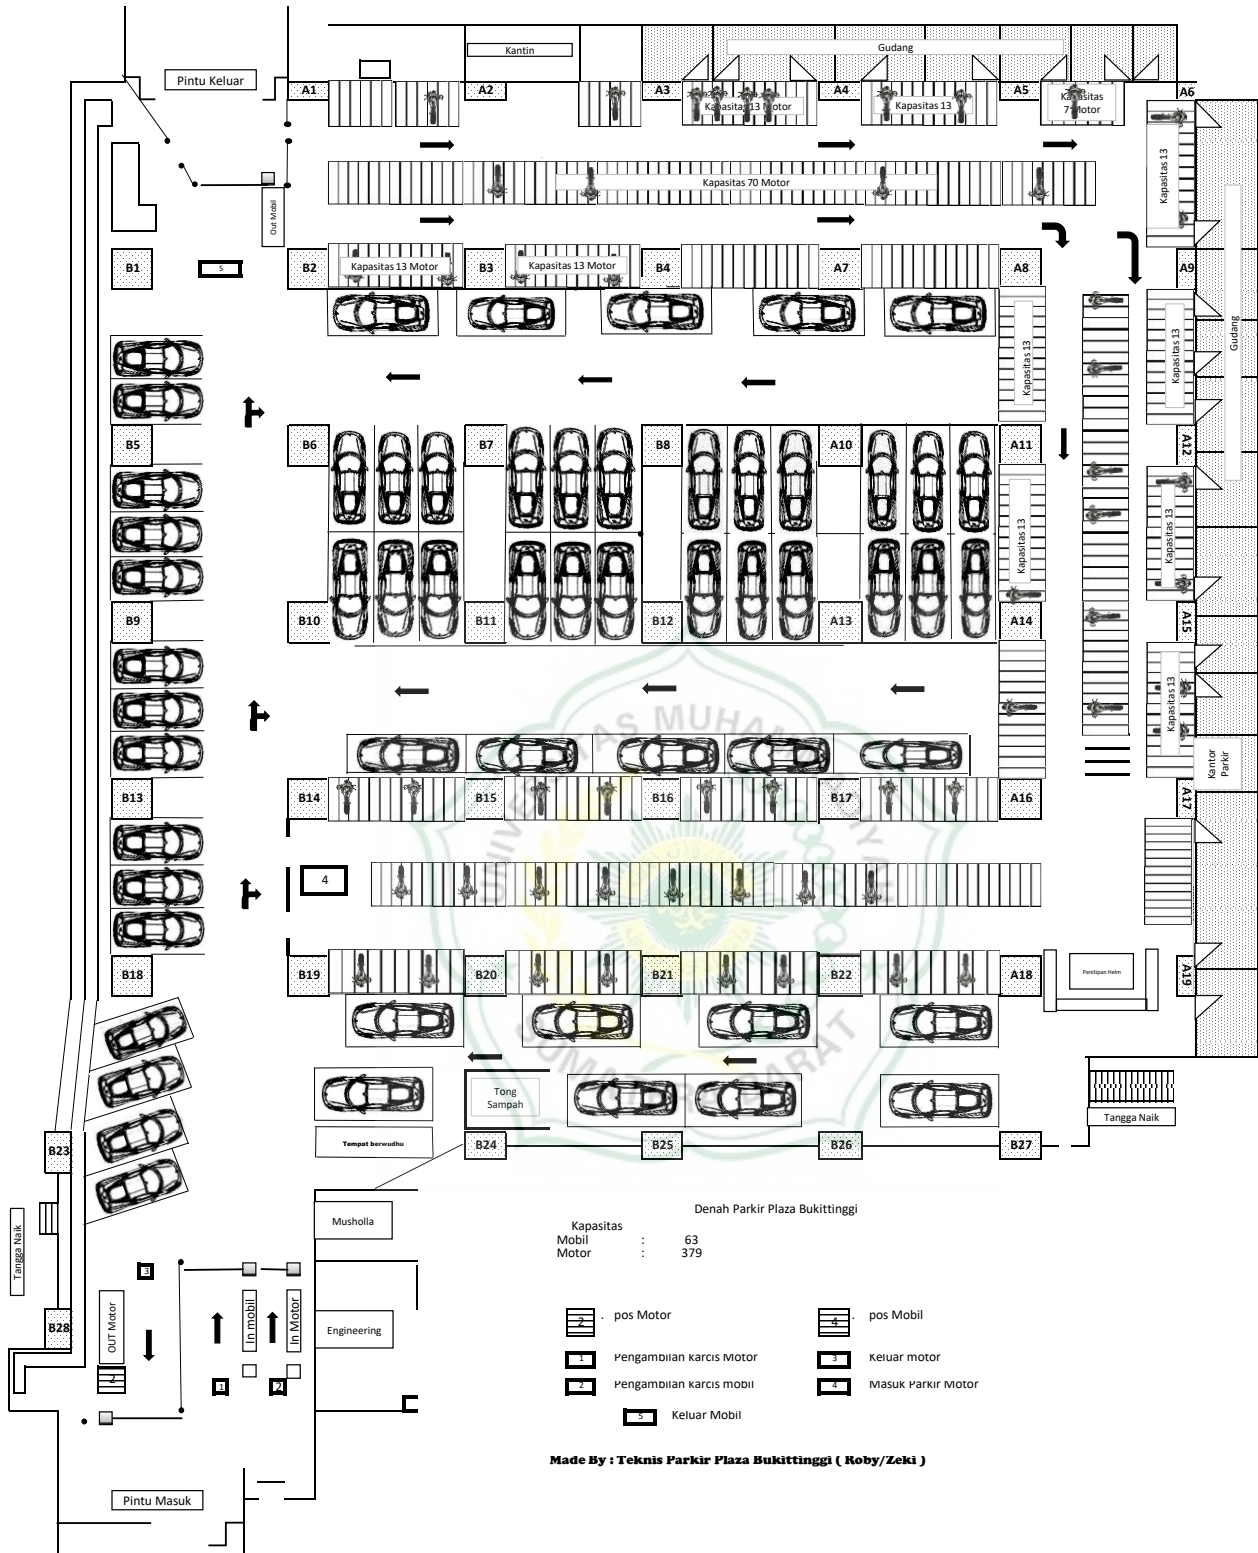 Kantin
Gudang
Pintu Keluar
A1
A2
A3
A4
A5
A6
Kapasitas 13 Motor
Kapasitas 13
Kapasitas
7 Motor
Kapasitas 13
Kapasitas 70 Motor
Out Mobil
Gudang
B1
5
B2
Kapasitas 13 Motor
B3
Kapasitas 13 Motor
B4
A7
A8
A9
Kapasitas 13
Kapasitas 13
B5
B6
B7
B8
A10
A11
A12
Kapasitas 13
Kapasitas 13
B9
B10
B11
B12
A13
A14
A15
Kapasitas 13
Kantor
Parkir
UNIVERSITAS MUHAMMADIYAH
B13
B14
B15
B16
B17
A16
A17
4
B18
B19
B20
B21
B22
A18
Penitipan Helm
A19
SUMATERA BARAT
Tong
Sampah
Tangga Naik
Tempat berwudhu
B23
B24
B25
B26
B27
Musholla
Denah Parkir Plaza Bukittinggi
Kapasitas
Mobil : 63
Motor : 379
Tangga Naik
3
B28
OUT Motor
In mobil
In Motor
Engineering
2
1
2
2 . pos Motor
4 . pos Mobil
1 Pengambilan karcis Motor
3 Keluar motor
2 Pengambilan karcis mobil
4 Masuk Parkir Motor
5 Keluar Mobil
Made By : Teknis Parkir Plaza Bukittinggi ( Roby/Zeki )
Pintu Masuk